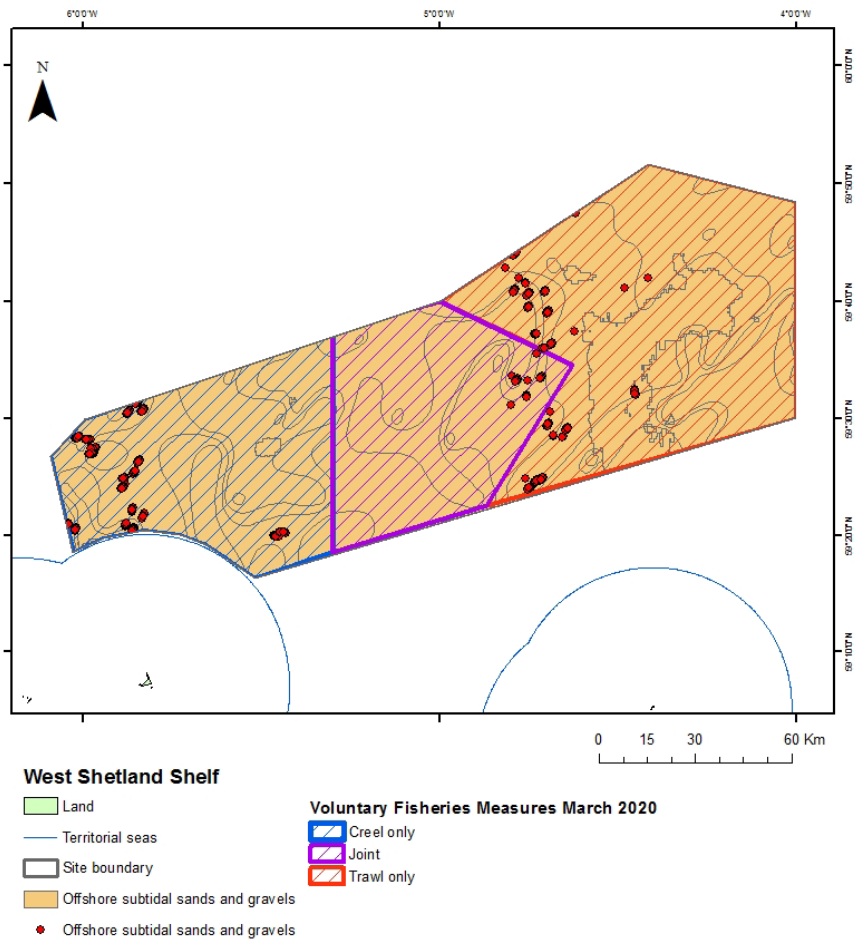 6°0'0"W 5°0'0"W 4°0'0"W
N
60°0'0"N
59°50'0"N
59°40'0"N
59°30'0"N
59°20'0"N
59°10'0"N
0 15 30 60 Km
West Shetland Shelf
Land
Territorial seas
Site boundary
Offshore subtidal sands and gravels
Offshore subtidal sands and gravels
Voluntary Fisheries Measures March 2020
Creel only
Joint
Trawl only